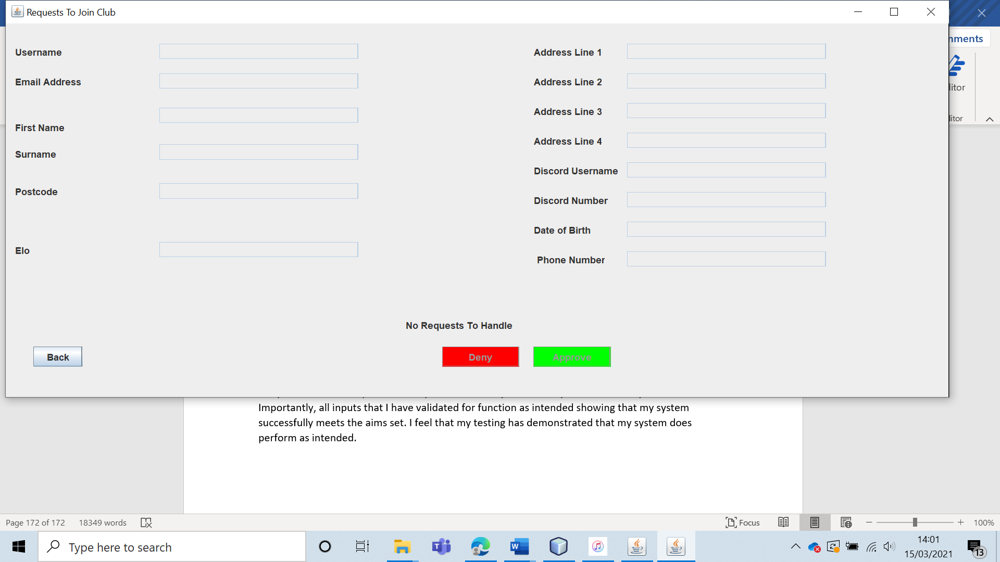 Requests To Join Club
Username
Address Line 1
Email Address
Address Line 2
First Name
Address Line 3
Surname
Address Line 4
Postcode
Discord Username
Discord Number
Date of Birth
Elo
Phone Number
No Requests To Handle
Back
Deny
Approve
Importantly, all inputs that I have validated for function as intended showing that my system
successfully meets the aims set. I feel that my testing has demonstrated that my system does
perform as intended.
Page 172 of 172
18349 words
Focus
100%
Type here to search
14:01
15/03/2021
13